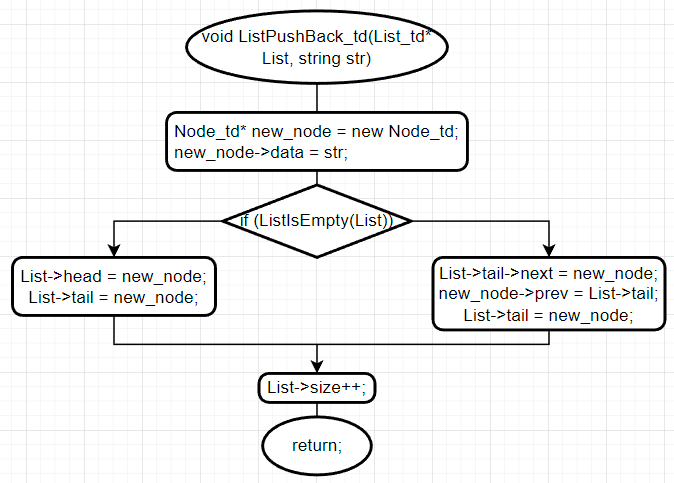 void ListPushBack_td(List_td*
List, string str)
Node_td* new_node = new Node_td;
new_node->data = str;
if (ListIsEmpty(List))
List->head = new_node;
List->tail = new_node;
List->tail->next = new_node;
new_node->prev = List->tail;
List->tail = new_node;
List->size++;
return;